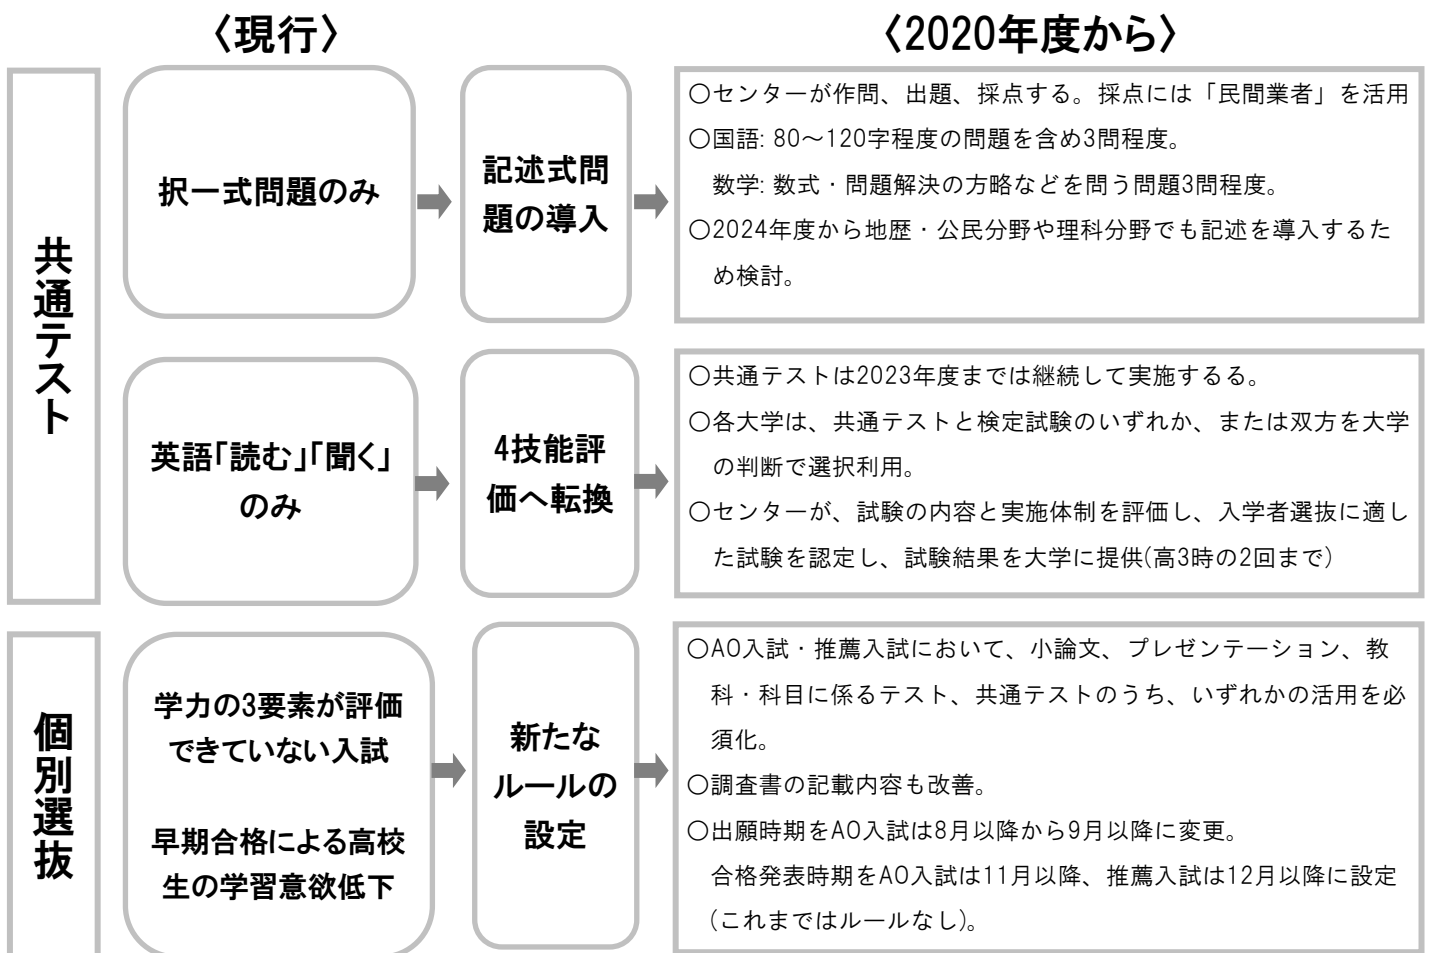 〈現行〉
〈2020年度から〉
共通テスト
択一式問題のみ
記述式問
題の導入
〇センターが作問、出題、採点する。採点には「民間業者」を活用
〇国語: 80～120字程度の問題を含め3問程度。
数学: 数式・問題解決の方略などを問う問題3問程度。
〇2024年度から地歴・公民分野や理科分野でも記述を導入するた
め検討。
英語｢読む｣｢聞く｣
のみ
4技能評
価へ転換
〇共通テストは2023年度までは継続して実施するる。
〇各大学は、共通テストと検定試験のいずれか、または双方を大学
の判断で選択利用。
〇センターが、試験の内容と実施体制を評価し、入学者選抜に適し
た試験を認定し、試験結果を大学に提供(高3時の2回まで)
個別選抜
学力の3要素が評価
できていない入試
早期合格による高校
生の学習意欲低下
新たな
ルールの
設定
〇AO入試・推薦入試において、小論文、プレゼンテーション、教
科・科目に係るテスト、共通テストのうち、いずれかの活用を必
須化。
〇調査書の記載内容も改善。
〇出願時期をAO入試は8月以降から9月以降に変更。
合格発表時期をAO入試は11月以降、推薦入試は12月以降に設定
(これまではルールなし)。